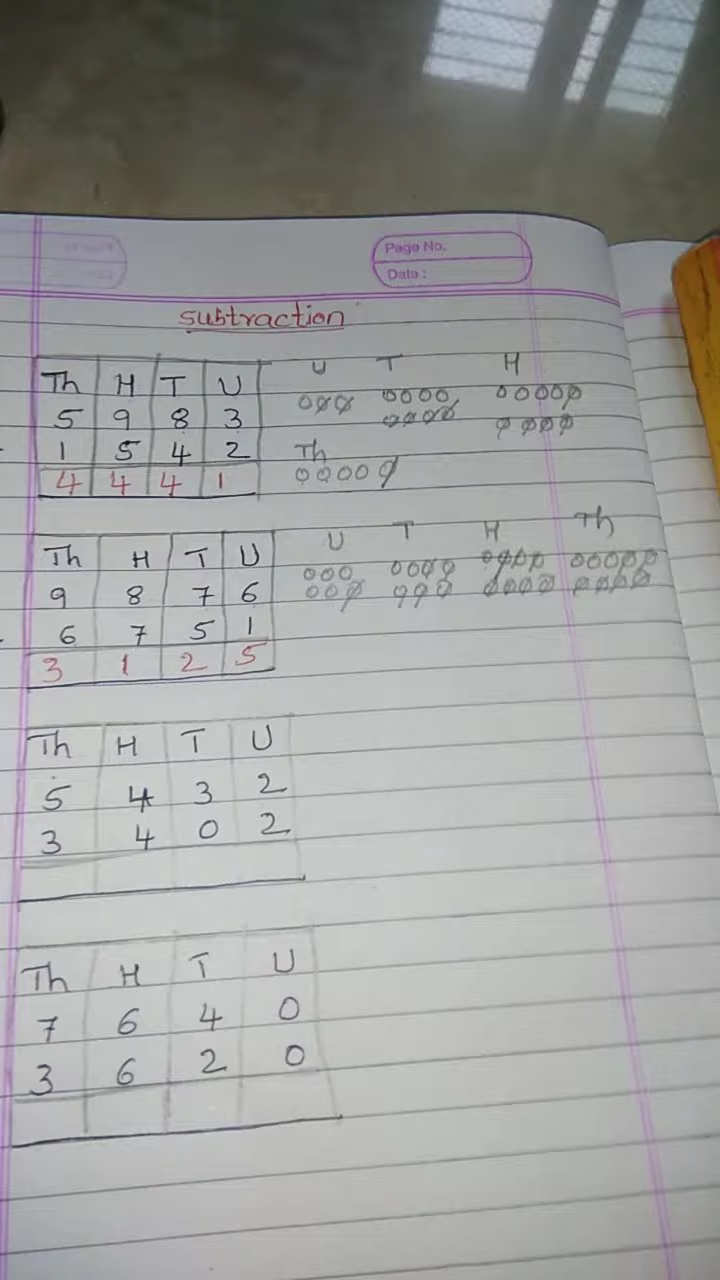 Page No.
Date :
subtraction
Th H T U
5 9 8 3
1 5 4 2
4 4 4 1
U T H
Th
Th H T U
9 8 7 6
6 7 5 1
3 1 2 5
U T H Th
Th H T U
5 4 3 2
3 4 0 2
Th H T U
7 6 4 0
3 6 2 0